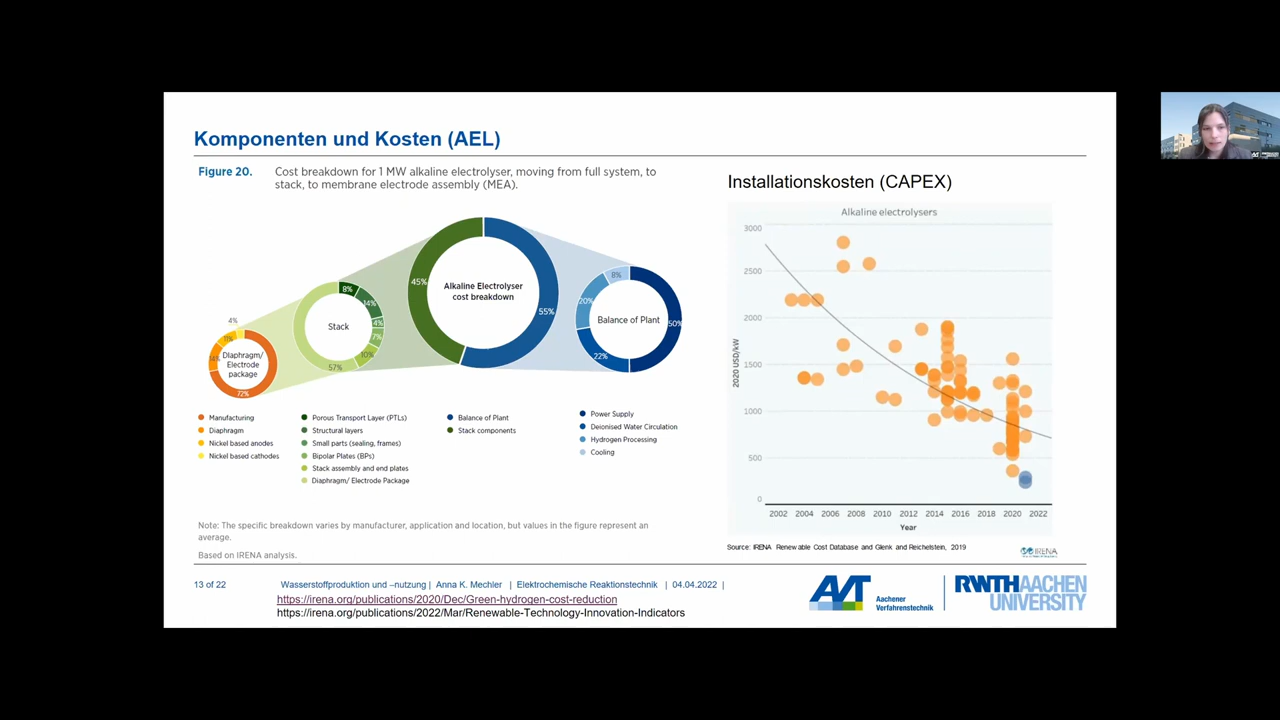 Komponenten und Kosten (AEL)
Figure 20. Cost breakdown for 1 MW alkaline electrolyser, moving from full system, to
stack, to membrane electrode assembly (MEA).
Installationskosten (CAPEX)
4%
11%
14%
72%
Diaphragm/
Electrode
package
8%
14%
4%
7%
10%
57%
Stack
45%
55%
Alkaline Electrolyser
cost breakdown
8%
20%
22%
50%
Balance of Plant
Manufacturing
Diaphragm
Nickel based anodes
Nickel based cathodes
Porous Transport Layer (PTLs)
Structural layers
Small parts (sealing, frames)
Bipolar Plates (BPs)
Stack assembly and end plates
Diaphragm/ Electrode Package
Balance of Plant
Stack components
Power Supply
Deionised Water Circulation
Hydrogen Processing
Cooling
Note: The specific breakdown varies by manufacturer, application and location, but values in the figure represent an
average.
Based on IRENA analysis.
Alkaline electrolysers
3000
2500
2000
1500
1000
500
0
2020 USD/kW
2002 2004 2006 2008 2010 2012 2014 2016 2018 2020 2022
Year
Source: IRENA Renewable Cost Database and Glenk and Reichelstein, 2019
IRENA
13 of 22
Wasserstoffproduktion und –nutzung | Anna K. Mechler | Elektrochemische Reaktionstechnik | 04.04.2022 |
https://irena.org/publications/2020/Dec/Green-hydrogen-cost-reduction
https://irena.org/publications/2022/Mar/Renewable-Technology-Innovation-Indicators
AVT
Aachener
Verfahrenstechnik
RWTHAACHEN
UNIVERSITY